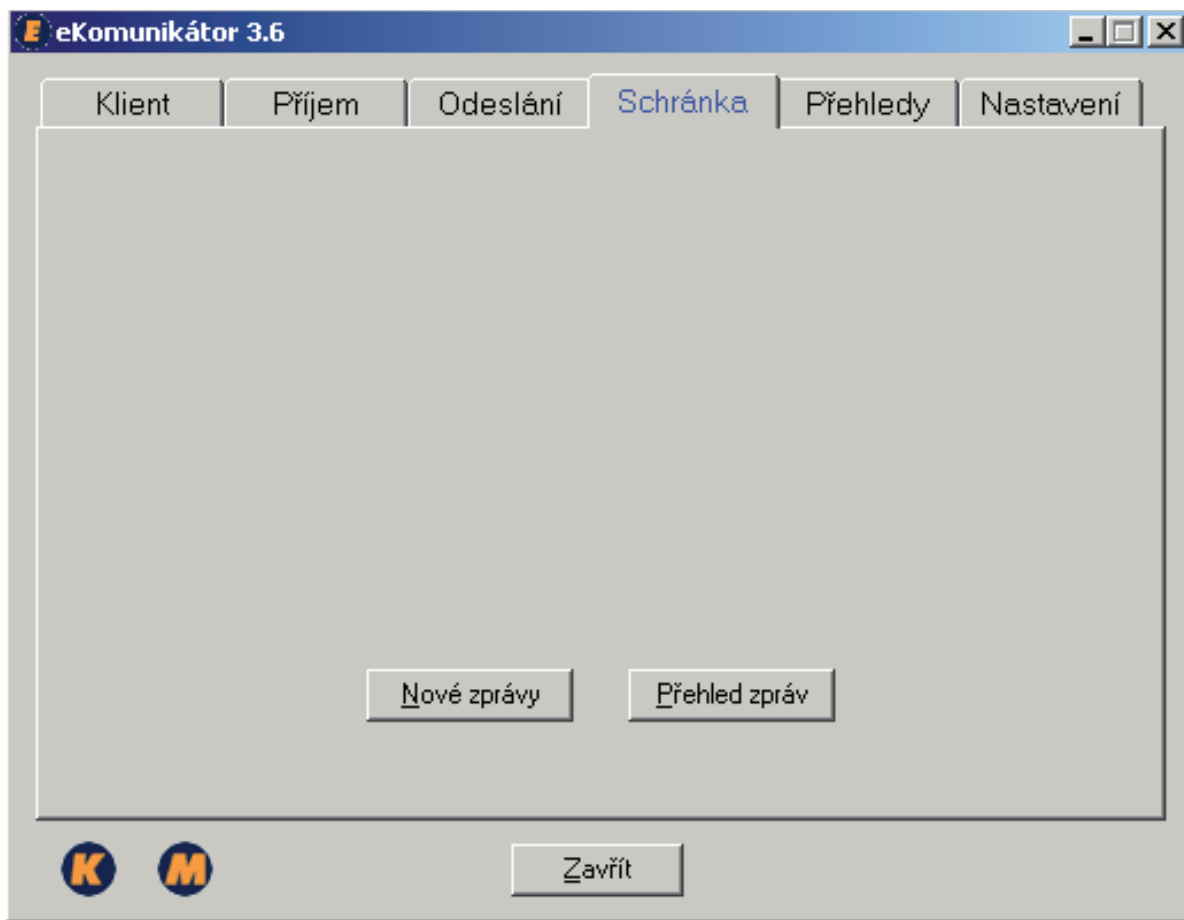 E eKomunikátor 3.6
Klient Příjem Odeslání Schránka Přehledy Nastavení
Nové zprávy Přehled zpráv
K M Zavřít